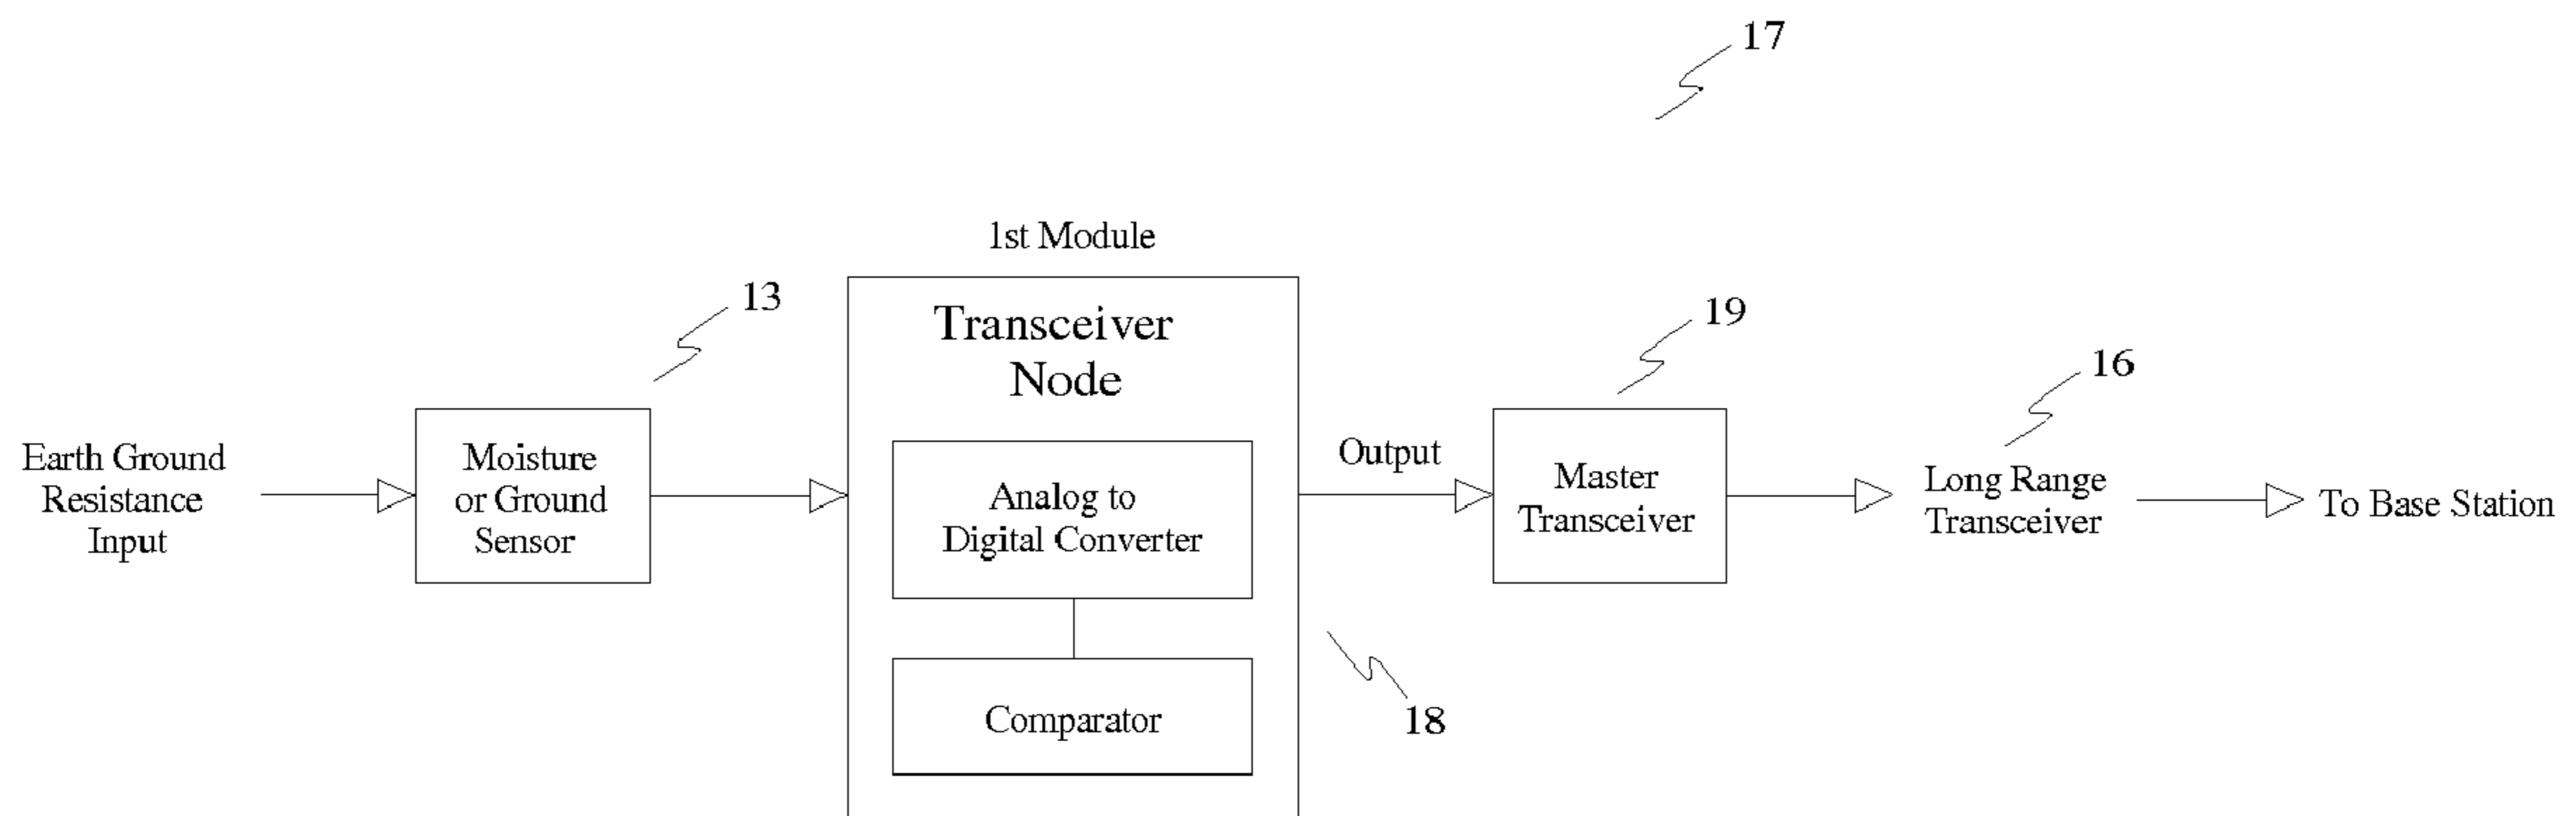 17
1st Module
13
Transceiver
Node
19
16
Earth Ground
Resistance
Input
Moisture
or Ground
Sensor
Analog to
Digital Converter
Output
Master
Transceiver
Long Range
Transceiver
To Base Station
Comparator
18